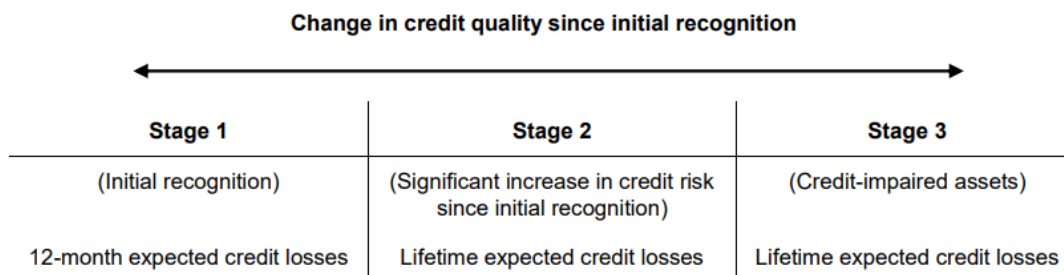 Change in credit quality since initial recognition
Stage 1 Stage 2 Stage 3
(Initial recognition) (Significant increase in credit risk (Credit-impaired assets)
since initial recognition)
12-month expected credit losses Lifetime expected credit losses Lifetime expected credit losses